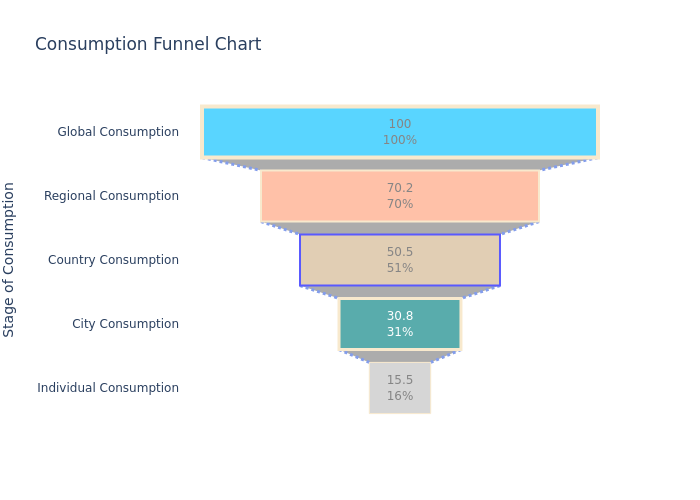 Consumption Funnel Chart
Stage of Consumption
Global Consumption
100
100%
Regional Consumption
70.2
70%
Country Consumption
50.5
51%
City Consumption
30.8
31%
Individual Consumption
15.5
16%